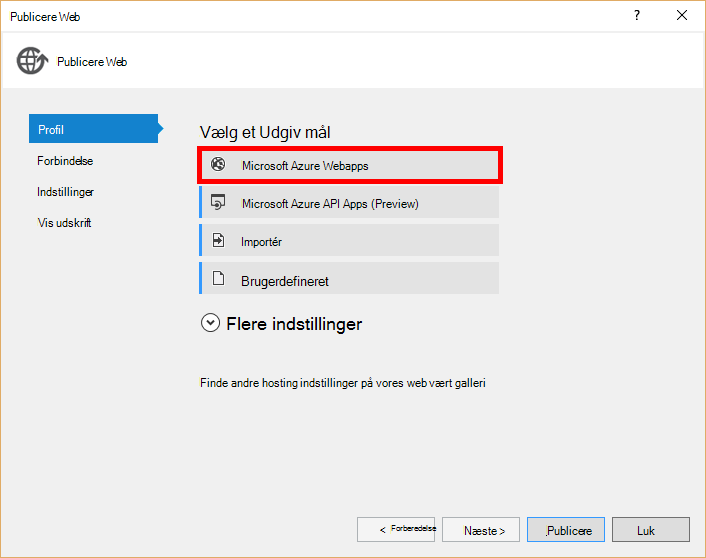 Publicere Web
?
Publicere Web
Profil
Forbindelse
Indstillinger
Vis udskrift
Vælg et Udgiv mål
Microsoft Azure Webapps
Microsoft Azure API Apps (Preview)
Importér
Brugerdefineret
Flere indstillinger
Finde andre hosting indstillinger på vores web vært galleri
< Forberedelse
Næste >
Publicere
Luk